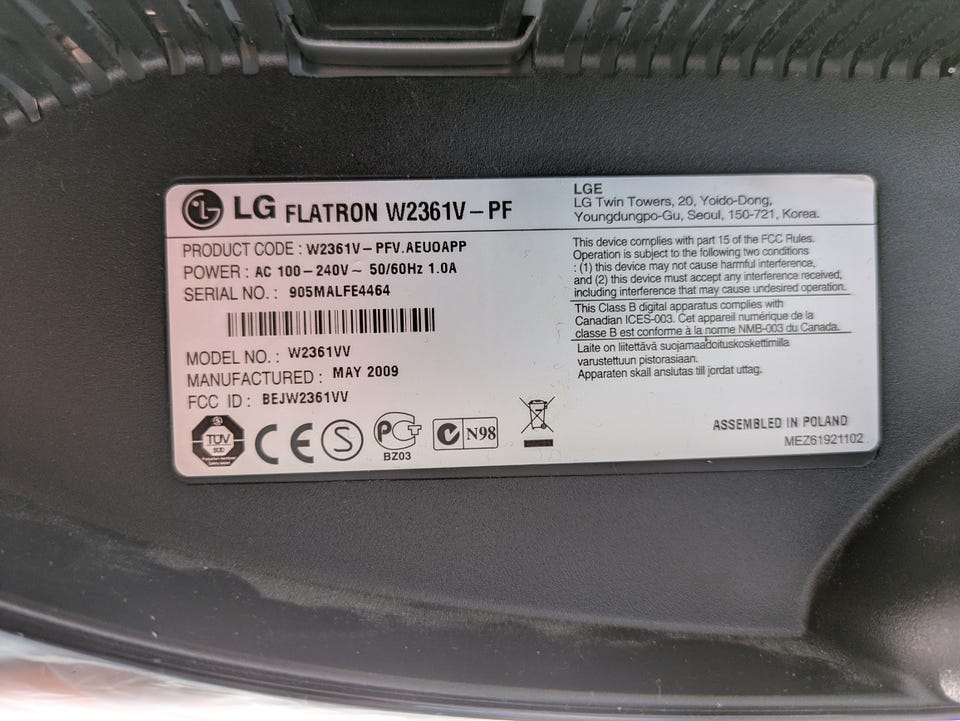 LG FLATRON W2361V-PF
PRODUCT CODE : W2361V-PFV.AEUOAPP
POWER : AC 100-240V~ 50/60Hz 1.0A
SERIAL NO. : 905MALFE4464
MODEL NO. : W2361VV
MANUFACTURED : MAY 2009
FCC ID : BEJW2361VV
TÜV
CE
S
PCT
BZ03
N98
LGE
LG Twin Towers, 20, Yoido-Dong,
Youngdungpo-Gu, Seoul, 150-721, Korea.
This device complies with part 15 of the FCC Rules.
Operation is subject to the following two conditions
: (1) this device may not cause harmful interference,
and (2) this device must accept any interference received,
including interference that may cause undesired operation.
This Class B digital apparatus complies with
Canadian ICES-003. Cet appareil numérique de la
classe B est conforme à la norme NMB-003 du Canada.
Laite on liitettävä suojamaadoituskoskettimilla
varustettuun pistorasiaan.
Apparaten skall anslutas till jordat uttag.
ASSEMBLED IN POLAND
MEZ61921102